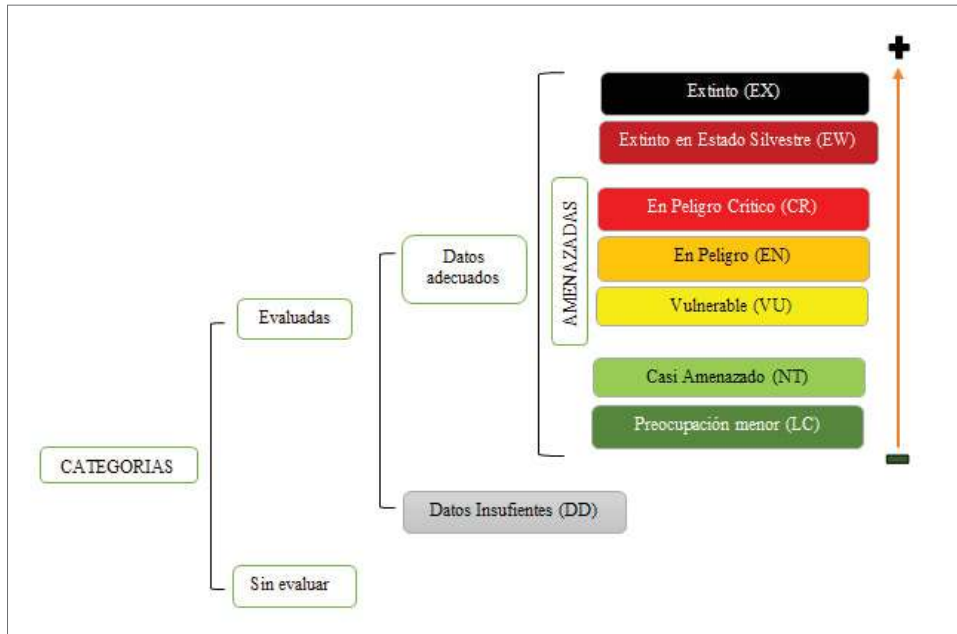 CATEGORIAS
Evaluadas
Sin evaluar
Datos
adecuados
Datos Insufientes (DD)
AMENAZADAS
Extinto (EX)
Extinto en Estado Silvestre (EW)
En Peligro Crítico (CR)
En Peligro (EN)
Vulnerable (VU)
Casi Amenazado (NT)
Preocupación menor (LC)